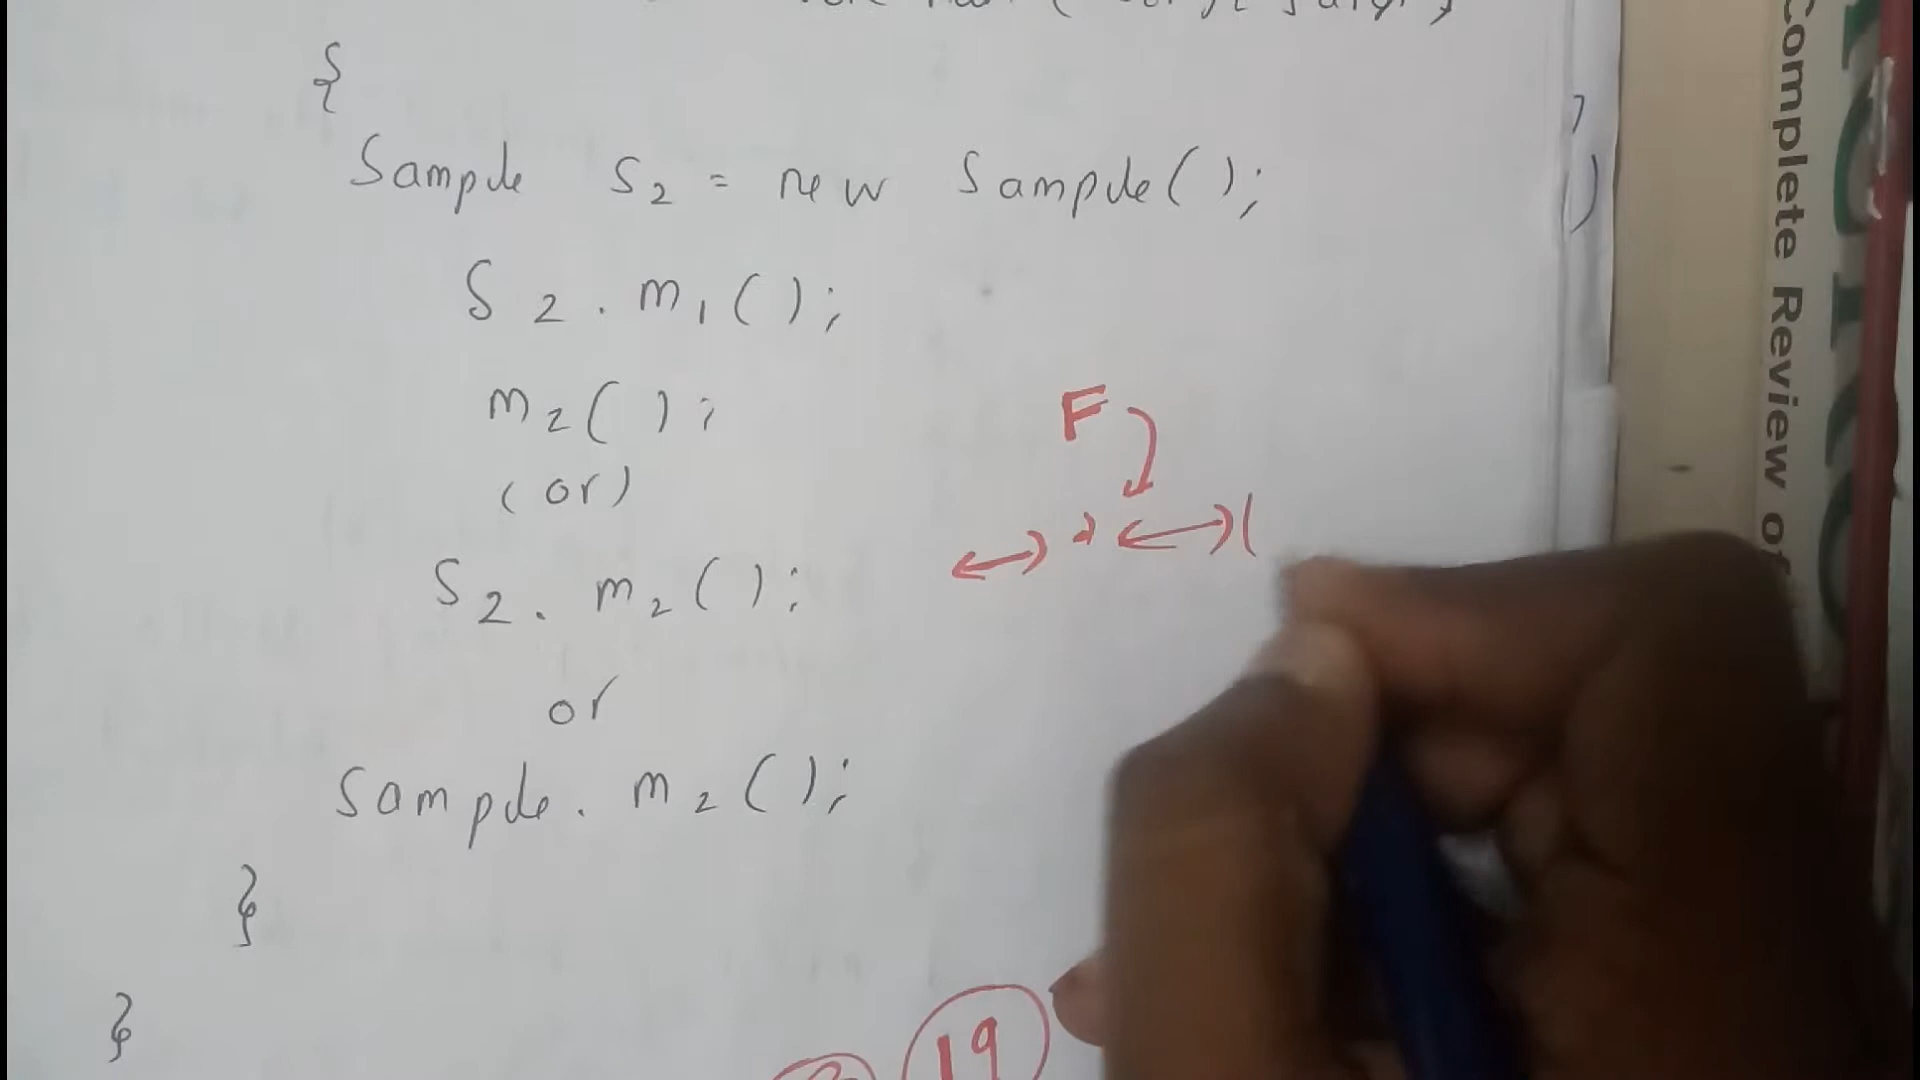 {
Sample S2 = new Sample();
S2.m1();
m2();
(or)
S2.m2();
or
Sample.m2();
}
}
F
19
Complete Review of